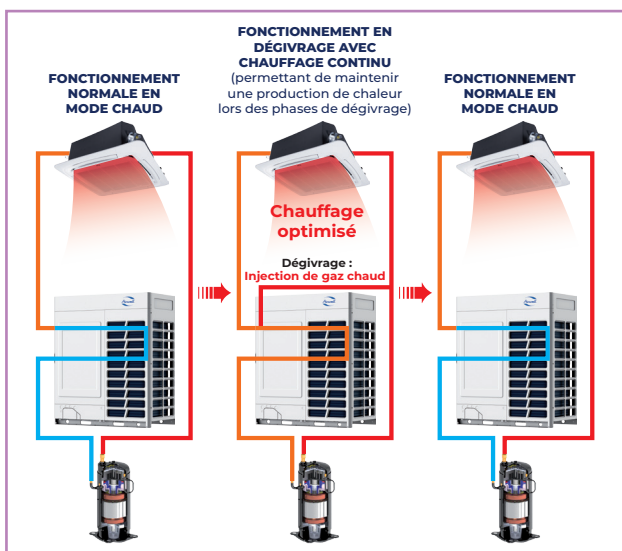 FONCTIONNEMENT
NORMALE EN
MODE CHAUD
FONCTIONNEMENT EN
DÉGIVRAGE AVEC
CHAUFFAGE CONTINU
(permettant de maintenir
une production de chaleur
lors des phases de dégivrage)
FONCTIONNEMENT
NORMALE EN
MODE CHAUD
Chauffage
optimisé
Dégivrage :
Injection de gaz chaud